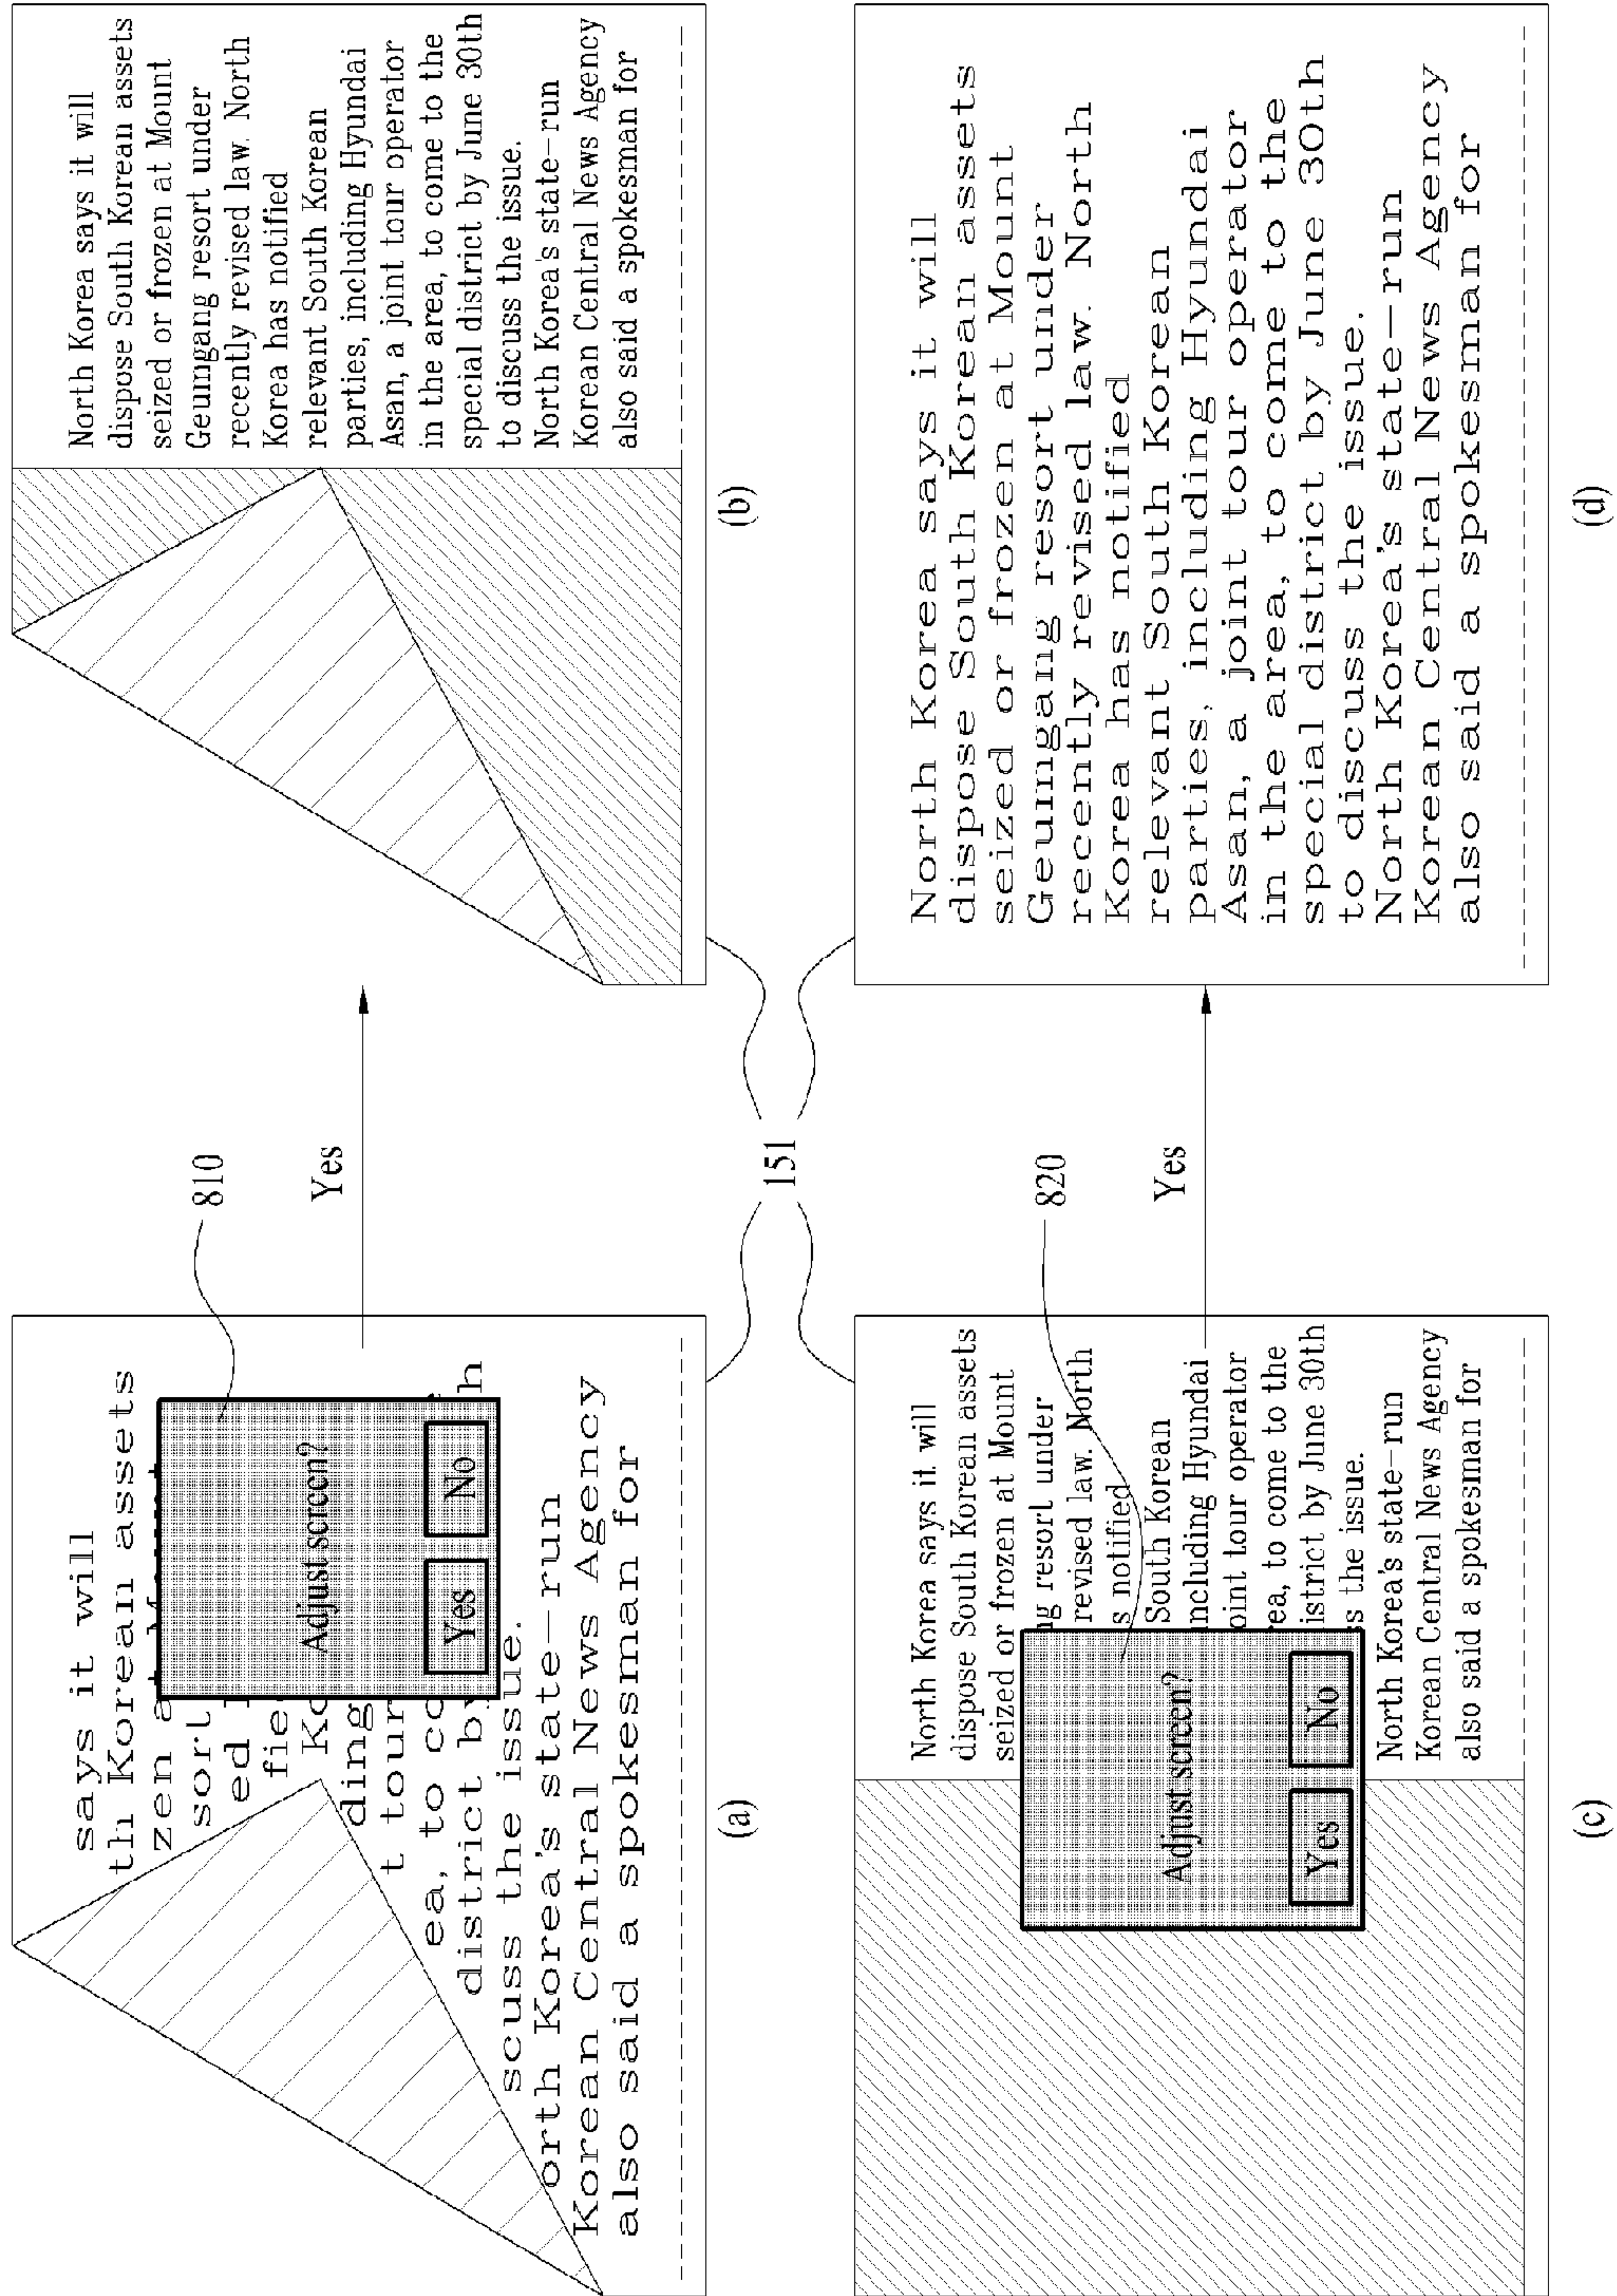 says it will
th Korean assets
zen a
sort
ed
fie
Ko
ding
t tour
ea, to co
district by h
scuss the issue.
orth Korea's state-run
Korean Central News Agency
also said a spokesman for
Adjust screen?
Yes No
810
Yes
(a)
North Korea says it will
dispose South Korean assets
seized or frozen at Mount
Geumgang resort under
recently revised law. North
Korea has notified
relevant South Korean
parties, including Hyundai
Asan, a joint tour operator
in the area, to come to the
special district by June 30th
to discuss the issue.
North Korea's state-run
Korean Central News Agency
also said a spokesman for
(b)
151
North Korea says it will
dispose South Korean assets
seized or frozen at Mount
ng resort under
revised law. North
s notified
South Korean
ncluding Hyundai
oint tour operator
rea, to come to the
istrict by June 30th
s the issue.
North Korea's state-run
Korean Central News Agency
also said a spokesman for
Adjust screen?
Yes No
820
Yes
(c)
North Korea says it will
dispose South Korean assets
seized or frozen at Mount
Geumgang resort under
recently revised law. North
Korea has notified
relevant South Korean
parties, including Hyundai
Asan, a joint tour operator
in the area, to come to the
special district by June 30th
to discuss the issue.
North Korea's state-run
Korean Central News Agency
also said a spokesman for
(d)